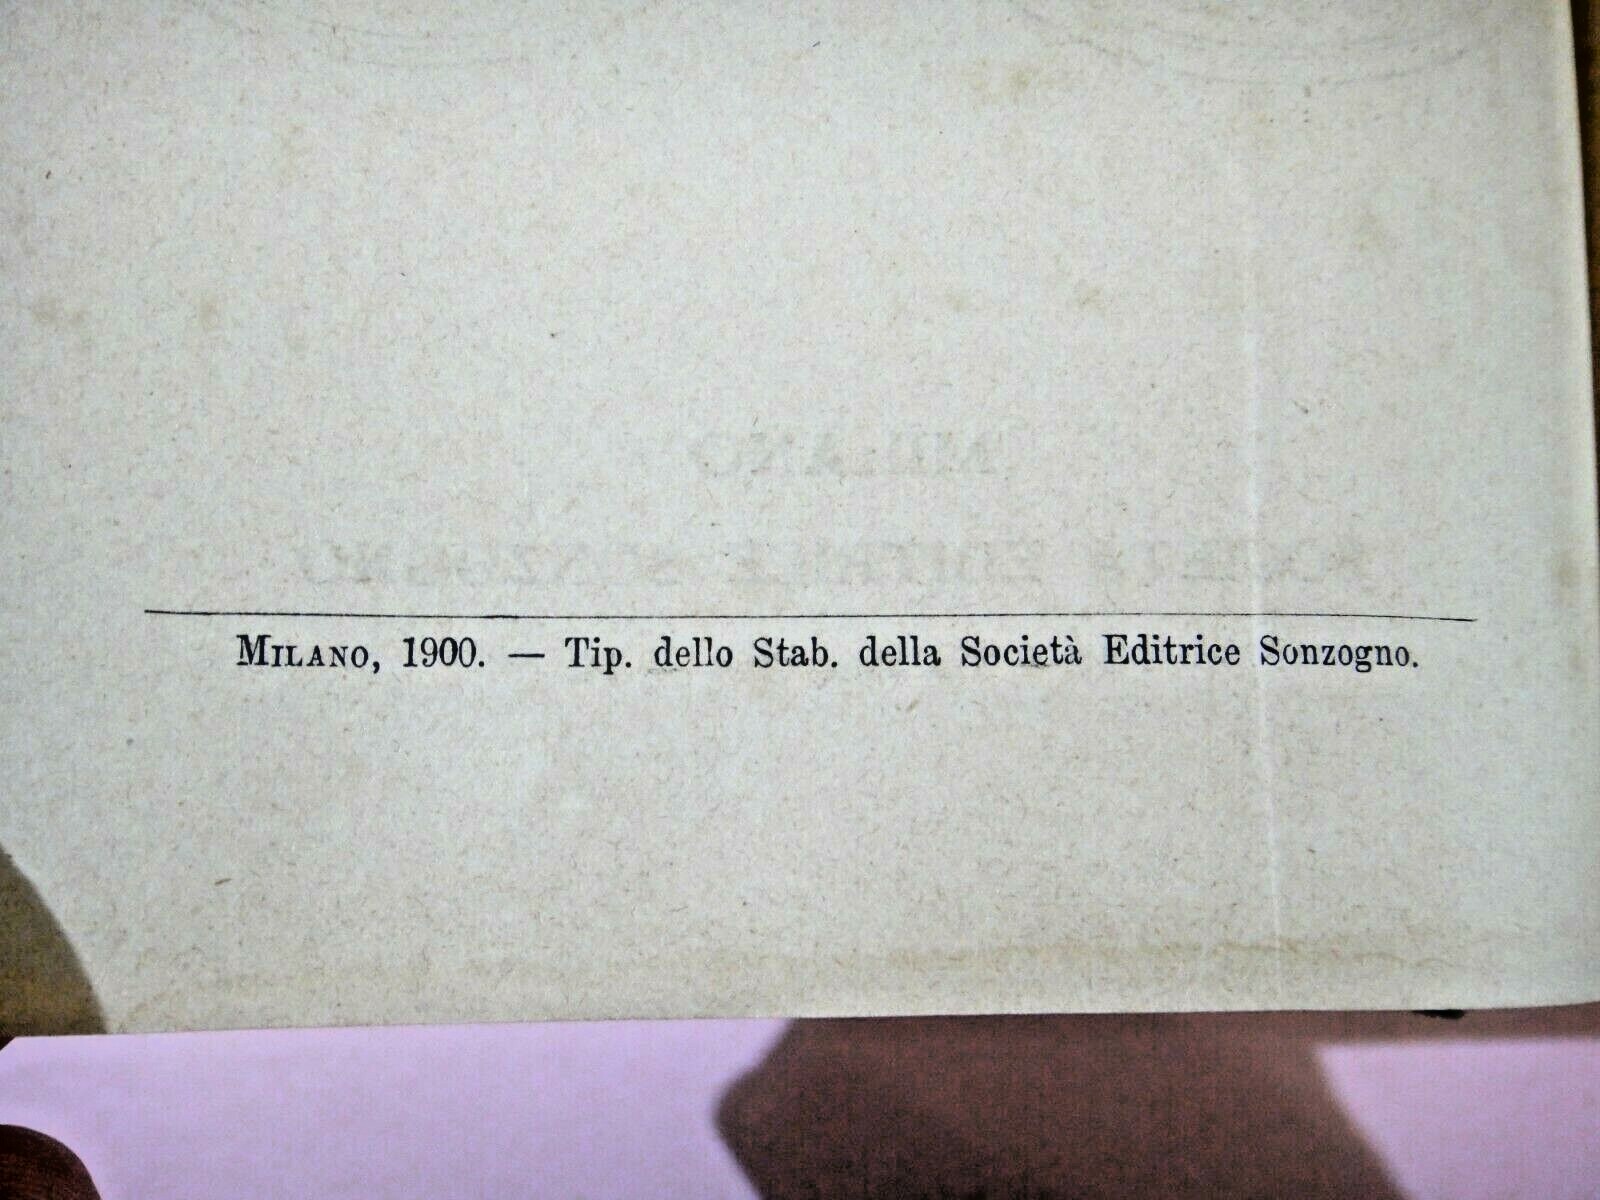 MILANO, 1900. — Tip. dello Stab. della Società Editrice Sonzogno.